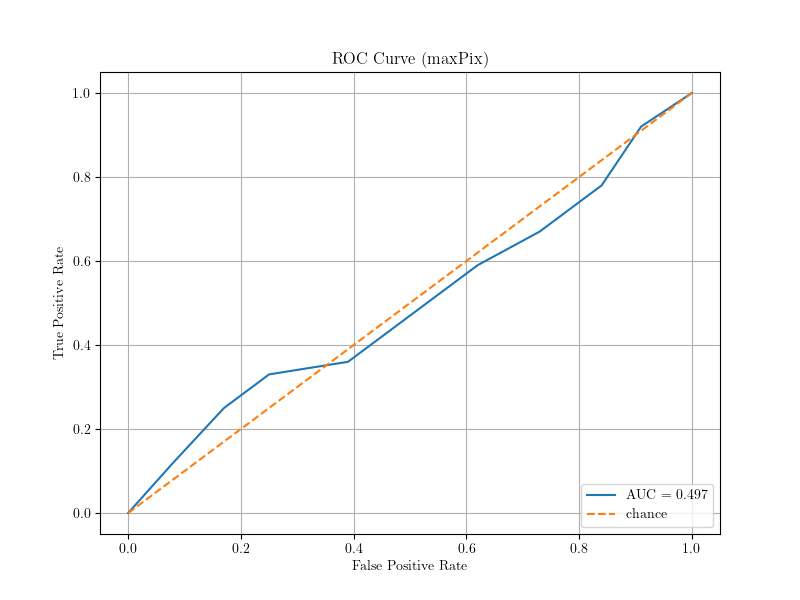 ROC Curve (maxPix)
True Positive Rate
1.0
0.8
0.6
0.4
0.2
0.0
0.0 0.2 0.4 0.6 0.8 1.0
False Positive Rate
AUC = 0.497
chance